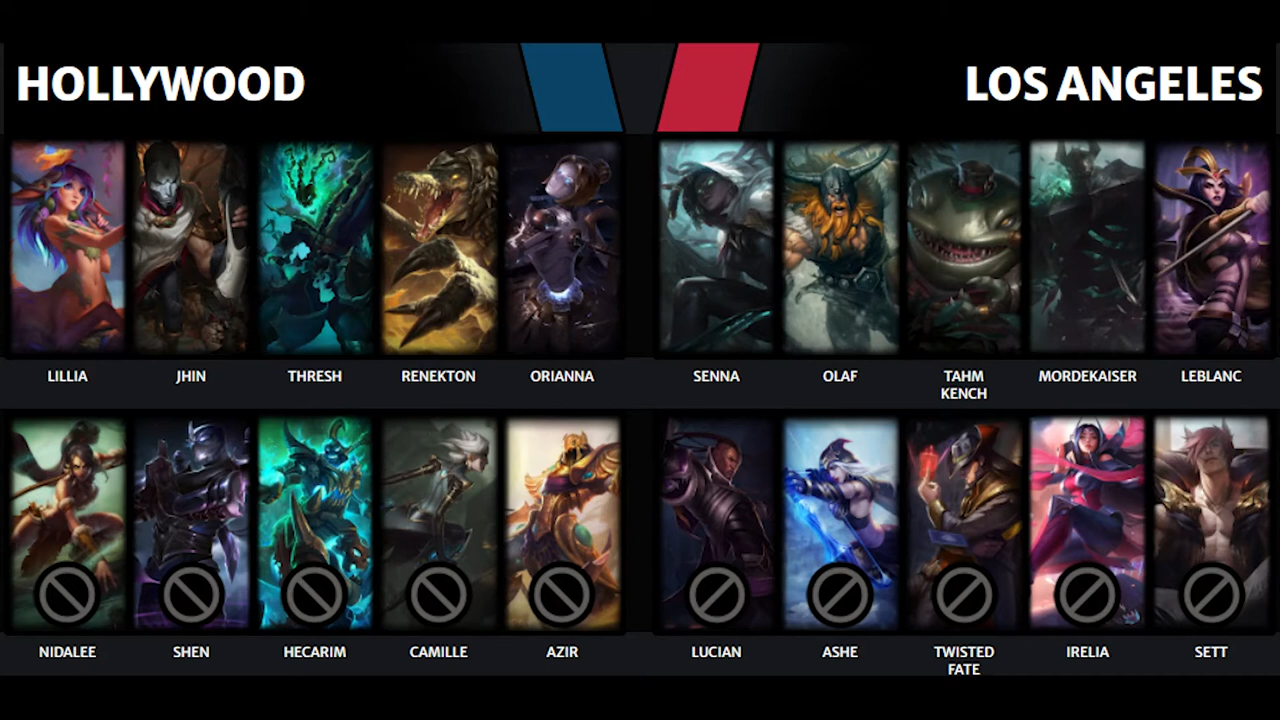 HOLLYWOOD
LOS ANGELES
LILLIA
JHIN
THRESH
RENEKTON
ORIANNA
SENNA
OLAF
TAHM
KENCH
MORDEKAISER
LEBLANC
NIDALEE
SHEN
HECARIM
CAMILLE
AZIR
LUCIAN
ASHE
TWISTED
FATE
IRELIA
SETT